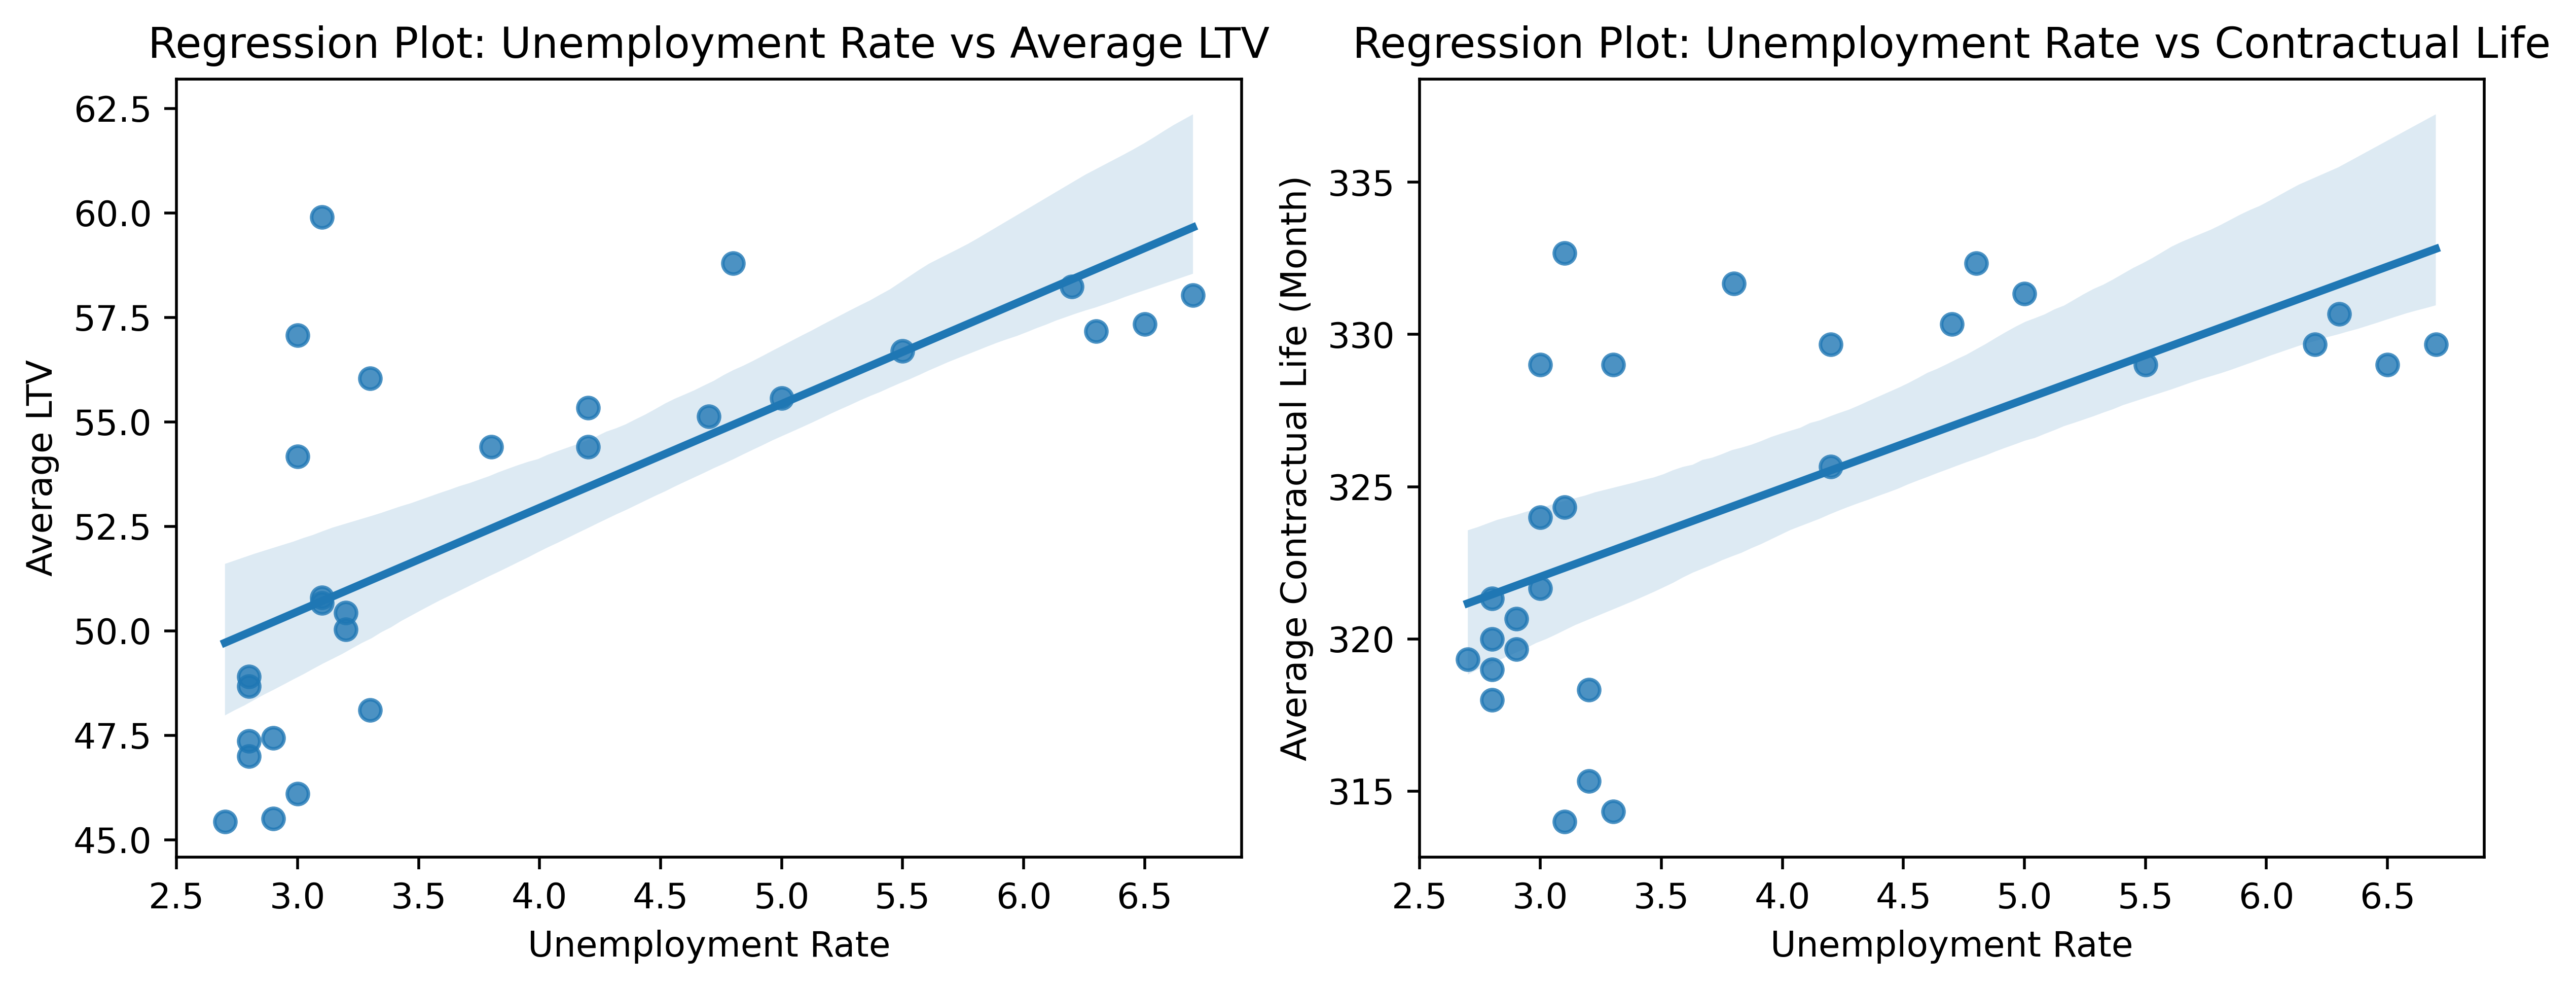 Regression Plot: Unemployment Rate vs Average LTV
62.5
60.0
57.5
55.0
52.5
50.0
47.5
45.0
Average LTV
2.5 3.0 3.5 4.0 4.5 5.0 5.5 6.0 6.5
Unemployment Rate
Regression Plot: Unemployment Rate vs Contractual Life
335
330
325
320
315
Average Contractual Life (Month)
2.5 3.0 3.5 4.0 4.5 5.0 5.5 6.0 6.5
Unemployment Rate